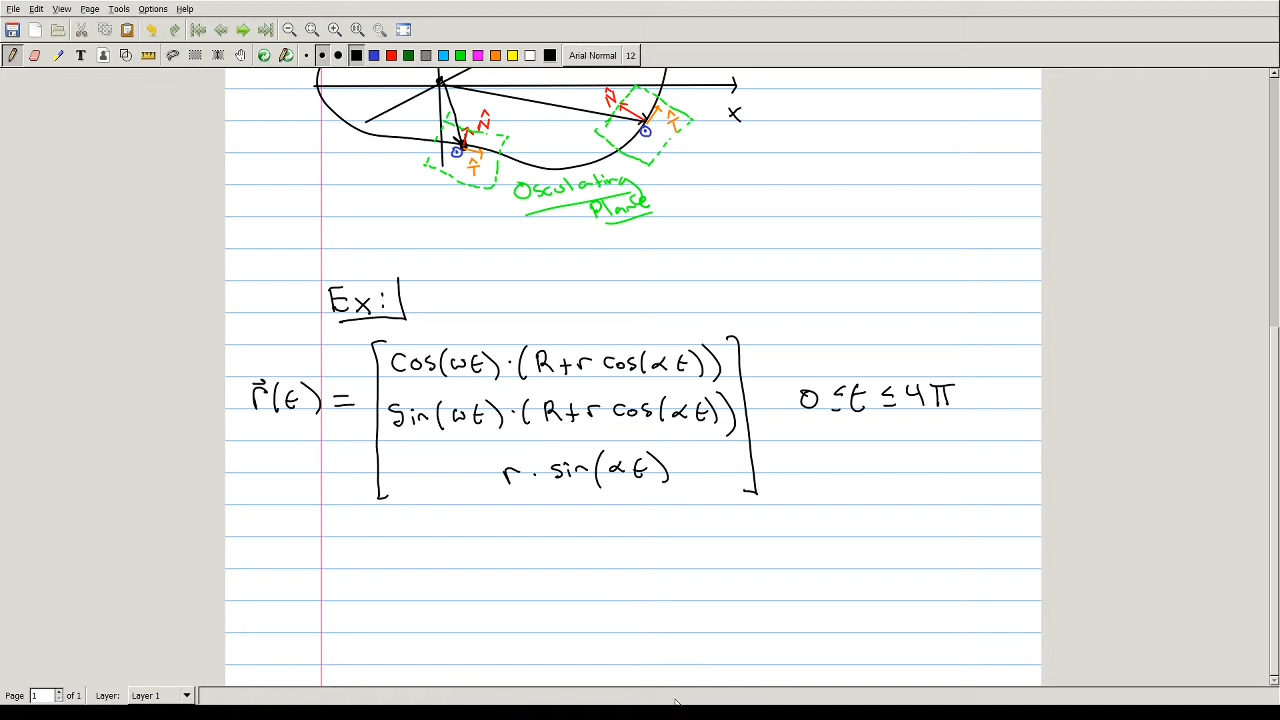 File Edit View Page Tools Options Help
Arial Normal 12
x
N̂
T̂
N̂
T̂
Osculating
Plane
Ex:
r⃗(t) = [ cos(ωt)·(R+r cos(αt))
sin(ωt)·(R+r cos(αt))
r · sin(αt) ]
0 ≤ t ≤ 4π
Page 1 of 1 Layer: Layer 1